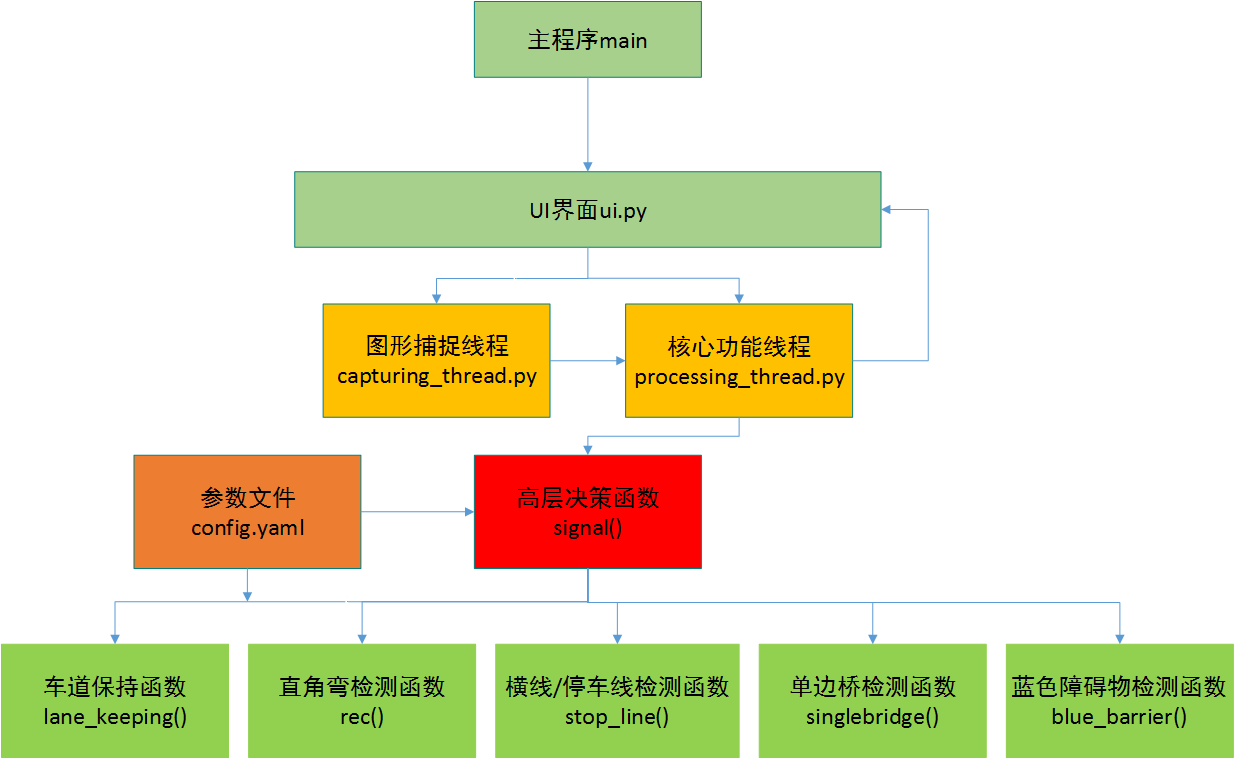 主程序main
UI界面ui.py
图形捕捉线程
capturing_thread.py
核心功能线程
processing_thread.py
参数文件
config.yaml
高层决策函数
signal()
车道保持函数
lane_keeping()
直角弯检测函数
rec()
横线/停车线检测函数
stop_line()
单边桥检测函数
singlebridge()
蓝色障碍物检测函数
blue_barrier()